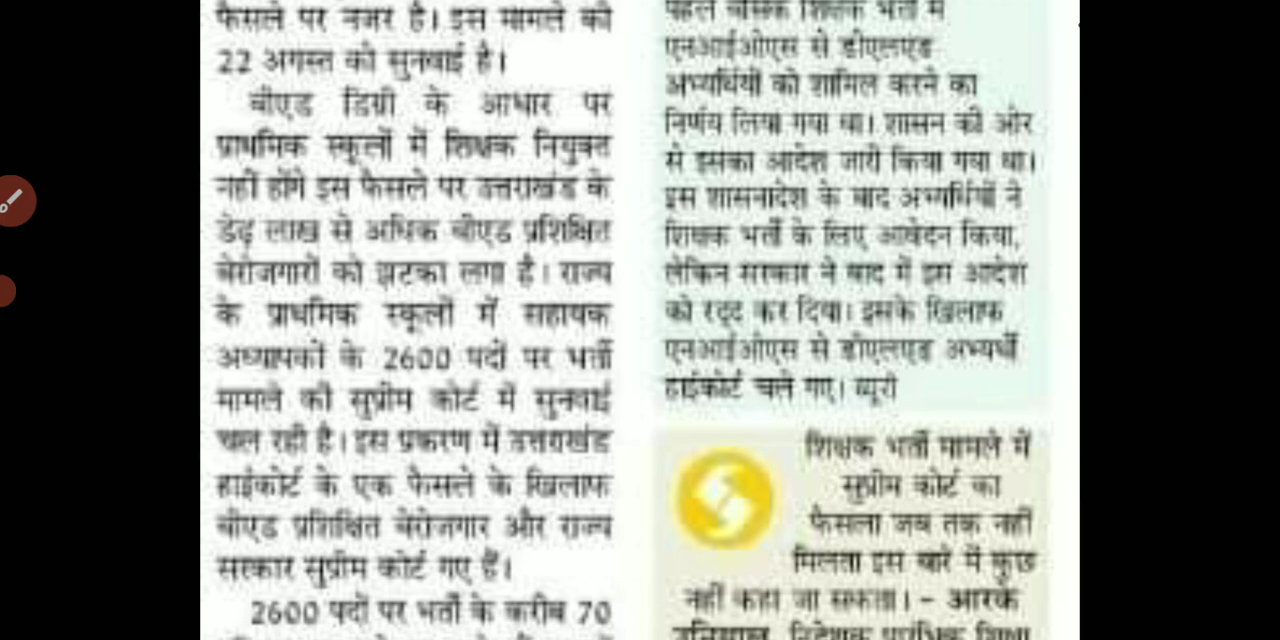 फैसले पर नजर है। इस मामले की
22 अगस्त को सुनवाई है।
बीएड डिग्री के आधार पर
प्राथमिक स्कूलों में शिक्षक नियुक्त
नहीं होंगे इस फैसले पर उत्तराखंड के
डेढ़ लाख से अधिक बीएड प्रशिक्षित
बेरोजगारों को झटका लगा है। राज्य
के प्राथमिक स्कूलों में सहायक
अध्यापकों के 2600 पदों पर भर्ती
मामले की सुप्रीम कोर्ट में सुनवाई
चल रही है। इस प्रकरण में उत्तराखंड
हाईकोर्ट के एक फैसले के खिलाफ
बीएड प्रशिक्षित बेरोजगार और राज्य
सरकार सुप्रीम कोर्ट गए हैं।
2600 पदों पर भर्ती के करीब 70
पहले बेसिक शिक्षक भर्ती में
एनआईओएस से डीएलएड
अभ्यर्थियों को शामिल करने का
निर्णय लिया गया था। शासन की ओर
से इसका आदेश जारी किया गया था।
इस शासनादेश के बाद अभ्यर्थियों ने
शिक्षक भर्ती के लिए आवेदन किया,
लेकिन सरकार ने बाद में इस आदेश
को रद्द कर दिया। इसके खिलाफ
एनआईओएस से डीएलएड अभ्यर्थी
हाईकोर्ट चले गए। ब्यूरो
शिक्षक भर्ती मामले में
सुप्रीम कोर्ट का
फैसला जब तक नहीं
मिलता इस बारे में कुछ
नहीं कहा जा सकता। - आरके
उनियाल, निदेशक प्रारंभिक शिक्षा